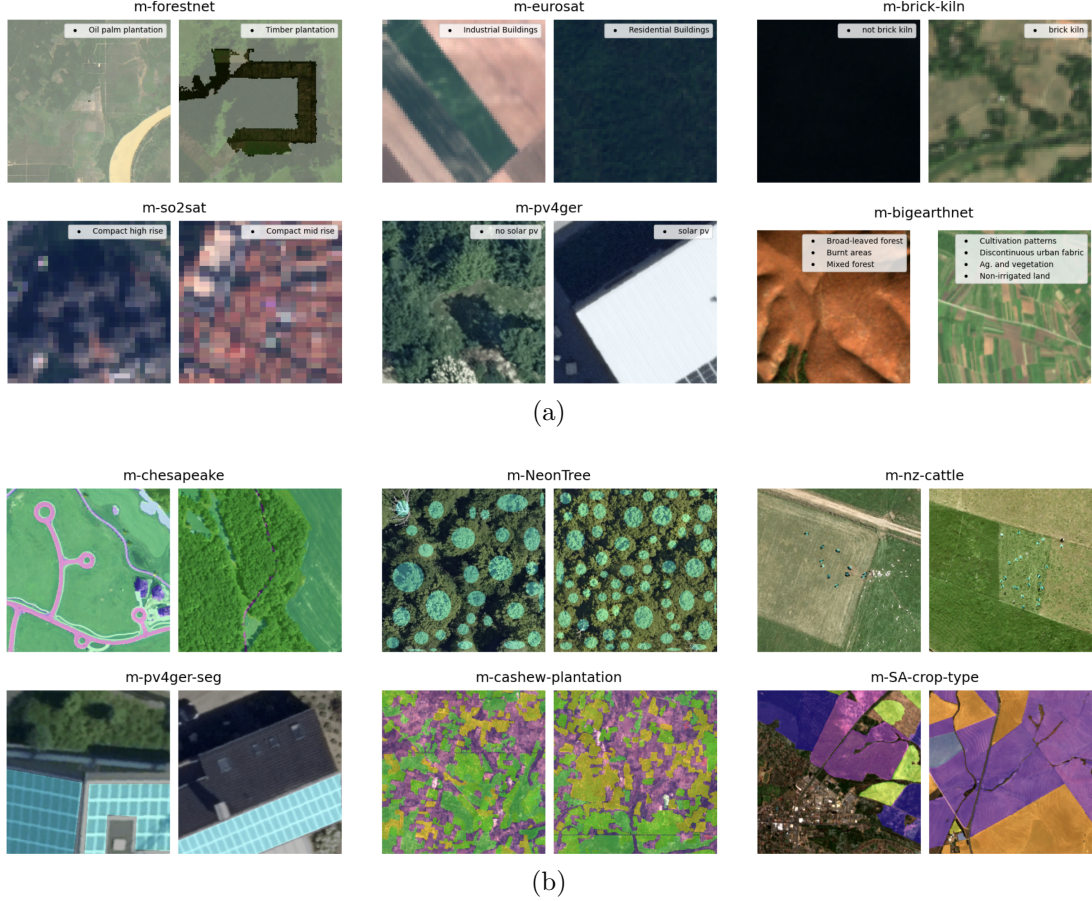 m-forestnet
m-eurosat
m-brick-kiln
• Oil palm plantation
• Timber plantation
• Industrial Buildings
• Residential Buildings
• not brick kiln
• brick kiln
m-so2sat
m-pv4ger
m-bigearthnet
• Compact high rise
• Compact mid rise
• no solar pv
• solar pv
• Broad-leaved forest
• Burnt areas
• Mixed forest
• Cultivation patterns
• Discontinuous urban fabric
• Ag. and vegetation
• Non-irrigated land
(a)
m-chesapeake
m-NeonTree
m-nz-cattle
m-pv4ger-seg
m-cashew-plantation
m-SA-crop-type
(b)